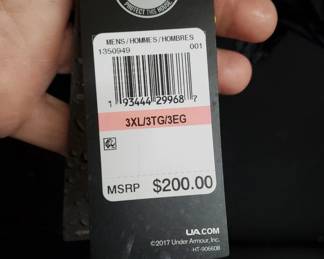 PROTECT THIS HOUSE
MENS/HOMMES/HOMBRES
1350949 001
1 93444 29968 7
3XL/3TG/3EG
MSRP $200.00
UA.COM
©2017 Under Armour, Inc.
HT-90660B